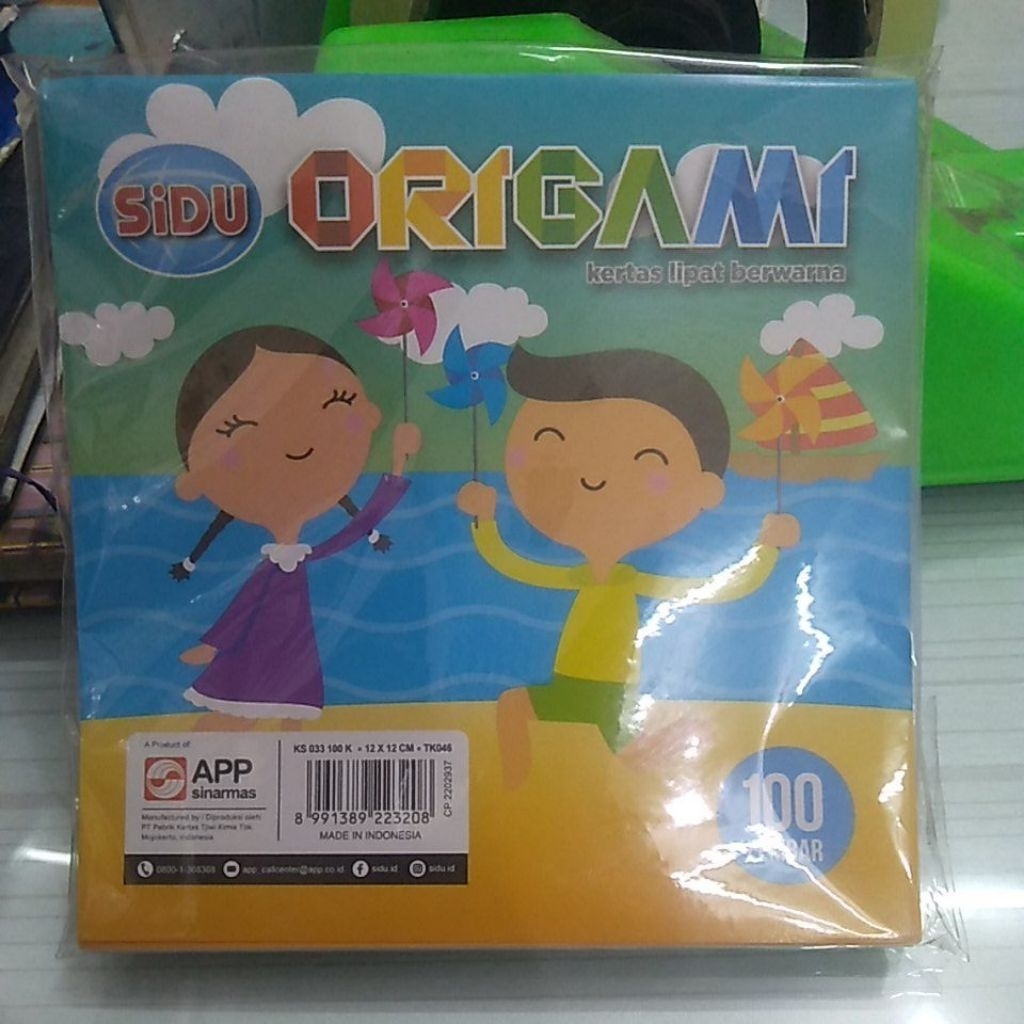 SiDU
ORIGAMI
kertas lipat berwarna
A Product of
APP
sinarmas
Manufactured by / Diproduksi oleh:
PT Pabrik Kertas Tjiwi Kimia Tbk.
Mojokerto, Indonesia
KS 033 100 K • 12 X 12 CM • TK046
CP 2202937
8 991389 223208
MADE IN INDONESIA
app_callcenter@app.co.id
sidu.id
sidu.id
100